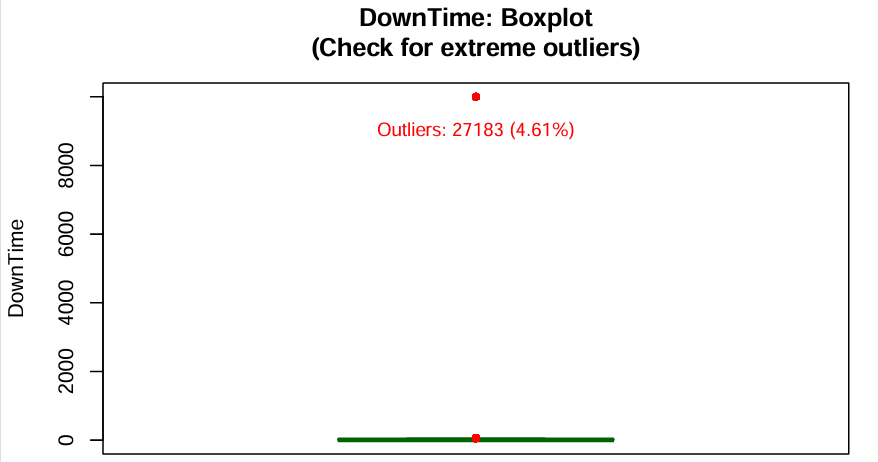 DownTime: Boxplot
(Check for extreme outliers)
Outliers: 27183 (4.61%)
8000
6000
4000
2000
0
DownTime